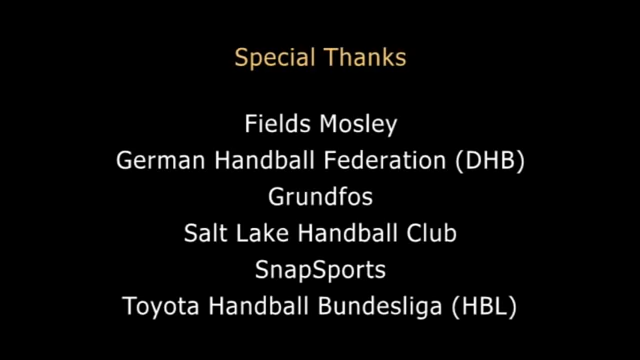 Special Thanks
Fields Mosley
German Handball Federation (DHB)
Grundfos
Salt Lake Handball Club
SnapSports
Toyota Handball Bundesliga (HBL)